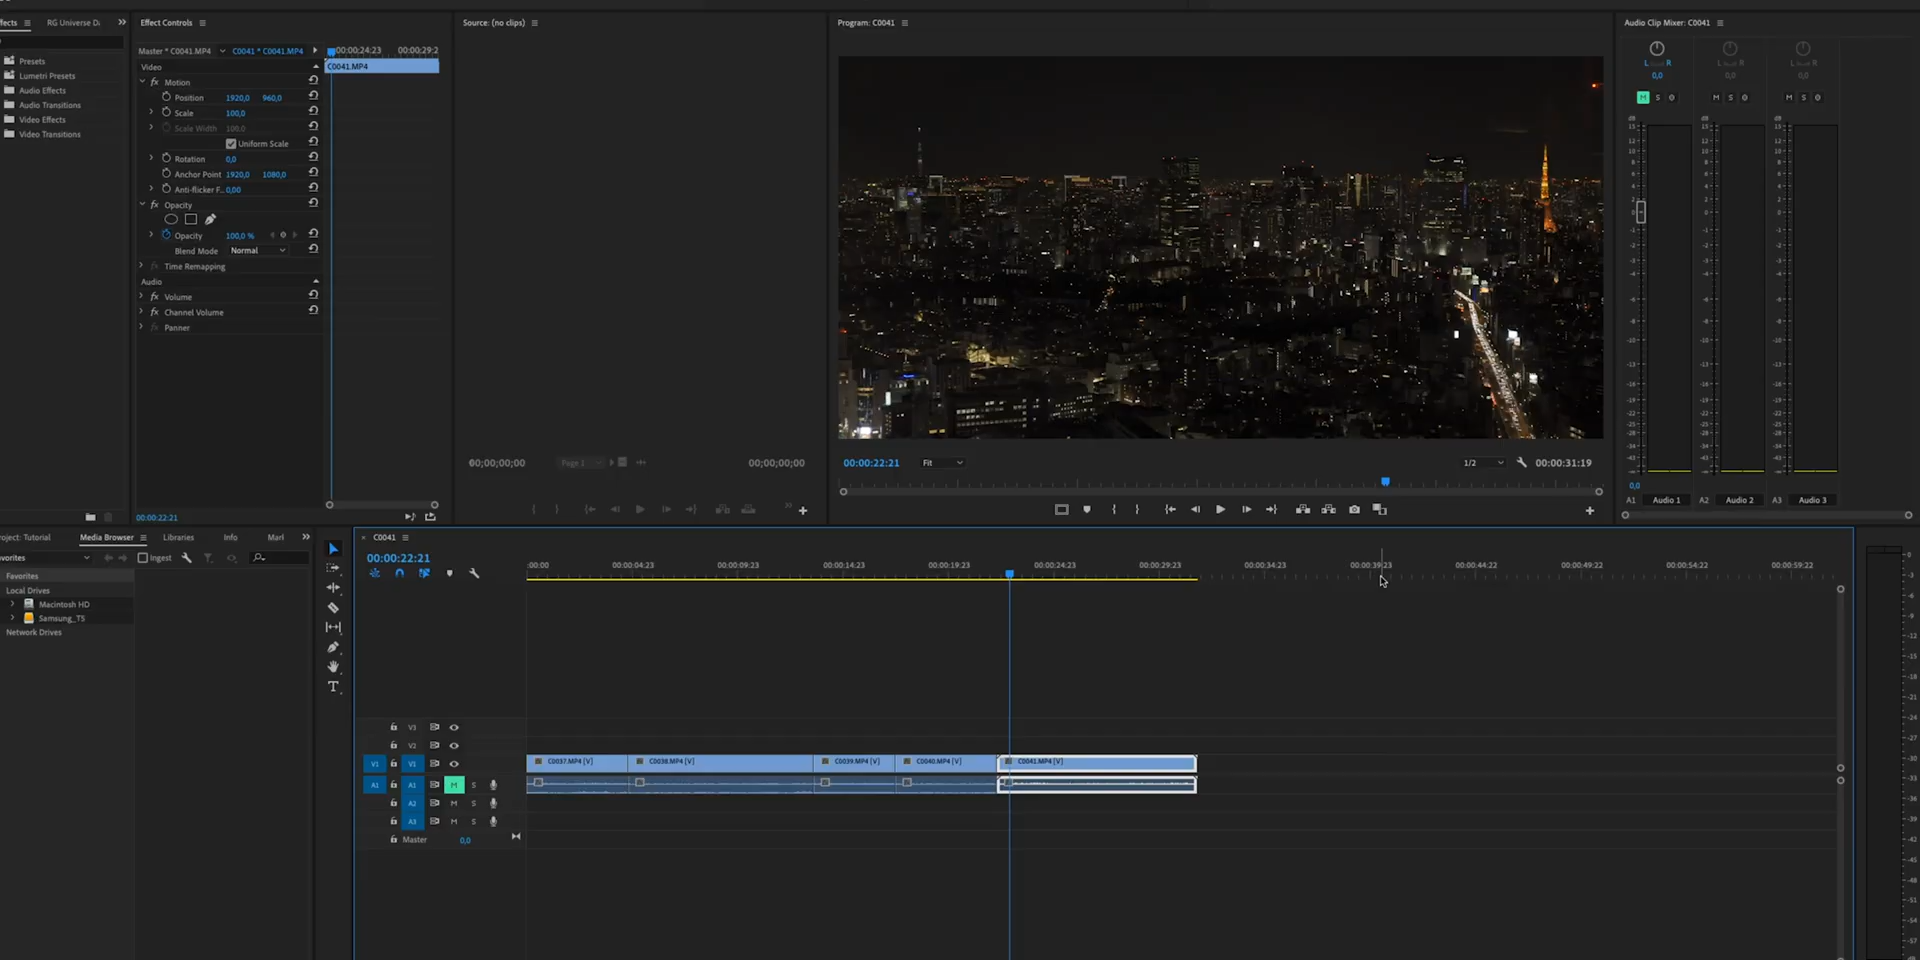 ffects
RG Universe D
Effect Controls
Source: (no clips)
Program: C0041
Audio Clip Mixer: C0041
Presets
Lumetri Presets
Audio Effects
Audio Transitions
Video Effects
Video Transitions
Master * C0041.MP4
C0041 * C0041.MP4
00:00:24:23
00:00:29:2
Video
C0041.MP4
Motion
Position
1920,0
960,0
Scale
100,0
Scale Width
100,0
Uniform Scale
Rotation
0,0
Anchor Point
1920,0
1080,0
Anti-flicker F...
0,00
Opacity
Opacity
100,0 %
Blend Mode
Normal
Time Remapping
Audio
Volume
Channel Volume
Panner
00:00:22:21
00;00;00;00
Page 1
00;00;00;00
00:00:22:21
Fit
1/2
00:00:31:19
L R
0,0
0,0
0,0
M S
M S
M S
0,0
A1 Audio 1
A2 Audio 2
A3 Audio 3
roject: Tutorial
Media Browser
Libraries
Info
Marl
avorites
Ingest
Favorites
Local Drives
Macintosh HD
Samsung_T5
Network Drives
C0041
00:00:22:21
:00:00
00:00:04:23
00:00:09:23
00:00:14:23
00:00:19:23
00:00:24:23
00:00:29:23
00:00:34:23
00:00:39:23
00:00:44:22
00:00:49:22
00:00:54:22
00:00:59:22
V3
V2
V1 V1
C0037.MP4 [V]
C0038.MP4 [V]
C0039.MP4 [V]
C0040.MP4 [V]
C0041.MP4 [V]
A1 A1 M S
A2 M S
A3 M S
Master
0,0